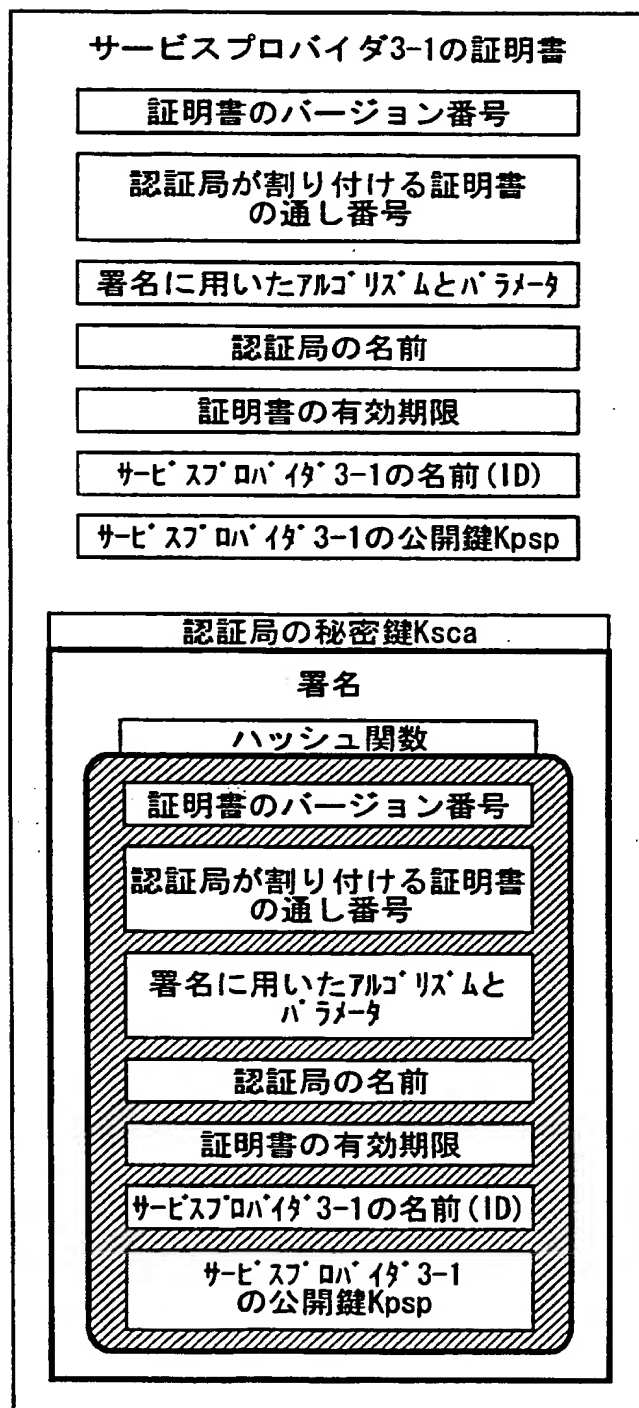 サービスプロバイダ3-1の証明書
証明書のバージョン番号
認証局が割り付ける証明書
の通し番号
署名に用いたｱﾙｺﾞﾘｽﾞﾑとﾊﾟﾗﾒｰﾀ
認証局の名前
証明書の有効期限
ｻｰﾋﾞｽﾌﾟﾛﾊﾞｲﾀﾞ3-1の名前(ID)
ｻｰﾋﾞｽﾌﾟﾛﾊﾞｲﾀﾞ3-1の公開鍵Kpsp
認証局の秘密鍵Ksca
署名
ハッシュ関数
証明書のバージョン番号
認証局が割り付ける証明書
の通し番号
署名に用いたｱﾙｺﾞﾘｽﾞﾑと
ﾊﾟﾗﾒｰﾀ
認証局の名前
証明書の有効期限
ｻｰﾋﾞｽﾌﾟﾛﾊﾞｲﾀﾞ3-1の名前(ID)
ｻｰﾋﾞｽﾌﾟﾛﾊﾞｲﾀﾞ3-1
の公開鍵Kpsp